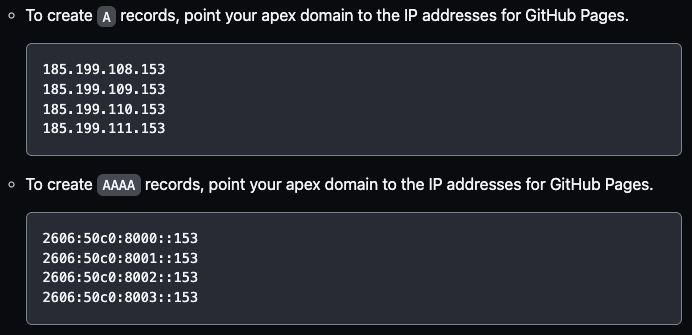 To create A records, point your apex domain to the IP addresses for GitHub Pages.
185.199.108.153
185.199.109.153
185.199.110.153
185.199.111.153
To create AAAA records, point your apex domain to the IP addresses for GitHub Pages.
2606:50c0:8000::153
2606:50c0:8001::153
2606:50c0:8002::153
2606:50c0:8003::153